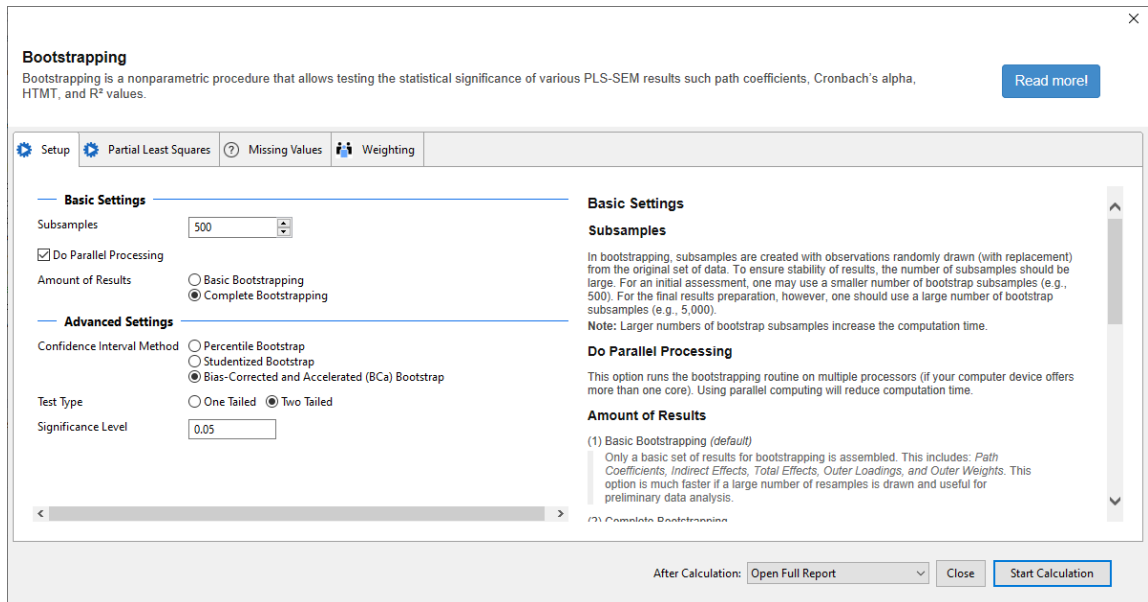 Bootstrapping
Bootstrapping is a nonparametric procedure that allows testing the statistical significance of various PLS-SEM results such path coefficients, Cronbach's alpha,
HTMT, and R² values.
Read more!
Setup
Partial Least Squares
Missing Values
Weighting
Basic Settings
Subsamples
500
Do Parallel Processing
Amount of Results
Basic Bootstrapping
Complete Bootstrapping
Advanced Settings
Confidence Interval Method
Percentile Bootstrap
Studentized Bootstrap
Bias-Corrected and Accelerated (BCa) Bootstrap
Test Type
One Tailed
Two Tailed
Significance Level
0.05
Basic Settings
Subsamples
In bootstrapping, subsamples are created with observations randomly drawn (with replacement)
from the original set of data. To ensure stability of results, the number of subsamples should be
large. For an initial assessment, one may use a smaller number of bootstrap subsamples (e.g.,
500). For the final results preparation, however, one should use a large number of bootstrap
subsamples (e.g., 5,000).
Note: Larger numbers of bootstrap subsamples increase the computation time.
Do Parallel Processing
This option runs the bootstrapping routine on multiple processors (if your computer device offers
more than one core). Using parallel computing will reduce computation time.
Amount of Results
(1) Basic Bootstrapping (default)
Only a basic set of results for bootstrapping is assembled. This includes: Path
Coefficients, Indirect Effects, Total Effects, Outer Loadings, and Outer Weights. This
option is much faster if a large number of resamples is drawn and useful for
preliminary data analysis.
(2) Complete Bootstrapping
After Calculation:
Open Full Report
Close
Start Calculation